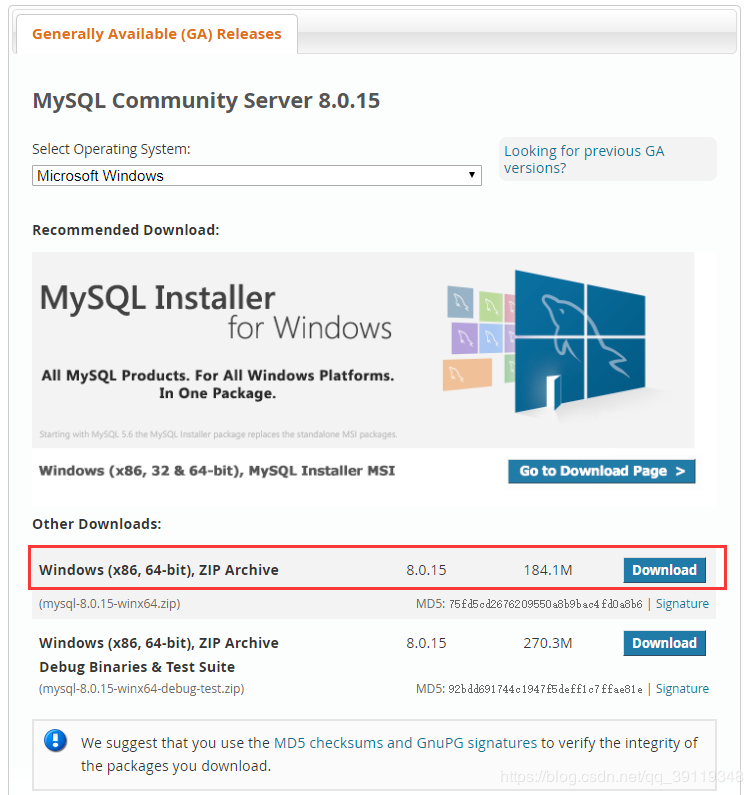 Generally Available (GA) Releases
MySQL Community Server 8.0.15
Select Operating System:
Looking for previous GA
versions?
Microsoft Windows
Recommended Download:
MySQL Installer
for Windows
All MySQL Products. For All Windows Platforms.
In One Package.
Starting with MySQL 5.6 the MySQL Installer package replaces the standalone MSI packages.
Windows (x86, 32 & 64-bit), MySQL Installer MSI
Go to Download Page >
Other Downloads:
Windows (x86, 64-bit), ZIP Archive 8.0.15 184.1M Download
(mysql-8.0.15-winx64.zip) MD5: 75fd5cd2676209550a8b9bac4fd0a8b6 | Signature
Windows (x86, 64-bit), ZIP Archive 8.0.15 270.3M Download
Debug Binaries & Test Suite
(mysql-8.0.15-winx64-debug-test.zip) MD5: 92bdd691744c1947f5deff1c7ffae81e | Signature
We suggest that you use the MD5 checksums and GnuPG signatures to verify the integrity of
the packages you download.
https://blog.csdn.net/qq_39119348